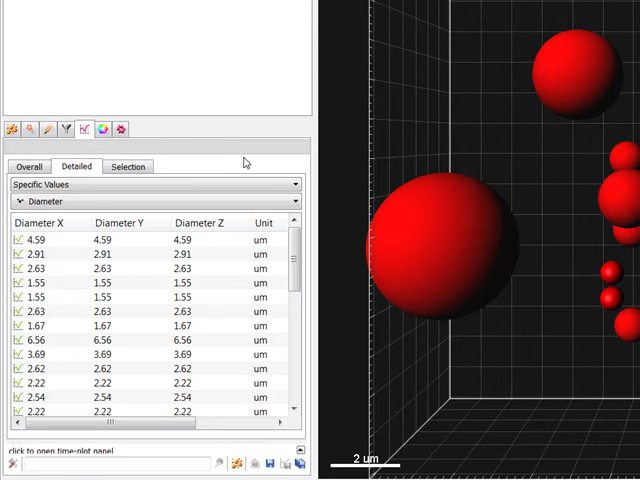 Overall Detailed Selection
Specific Values
Diameter
Diameter X Diameter Y Diameter Z Unit
4.59 4.59 4.59 um
2.91 2.91 2.91 um
2.63 2.63 2.63 um
1.55 1.55 1.55 um
1.55 1.55 1.55 um
2.63 2.63 2.63 um
1.67 1.67 1.67 um
6.56 6.56 6.56 um
3.69 3.69 3.69 um
2.62 2.62 2.62 um
2.22 2.22 2.22 um
2.54 2.54 2.54 um
2.22 2.22 2.22 um
click to open time-plot panel
2 um